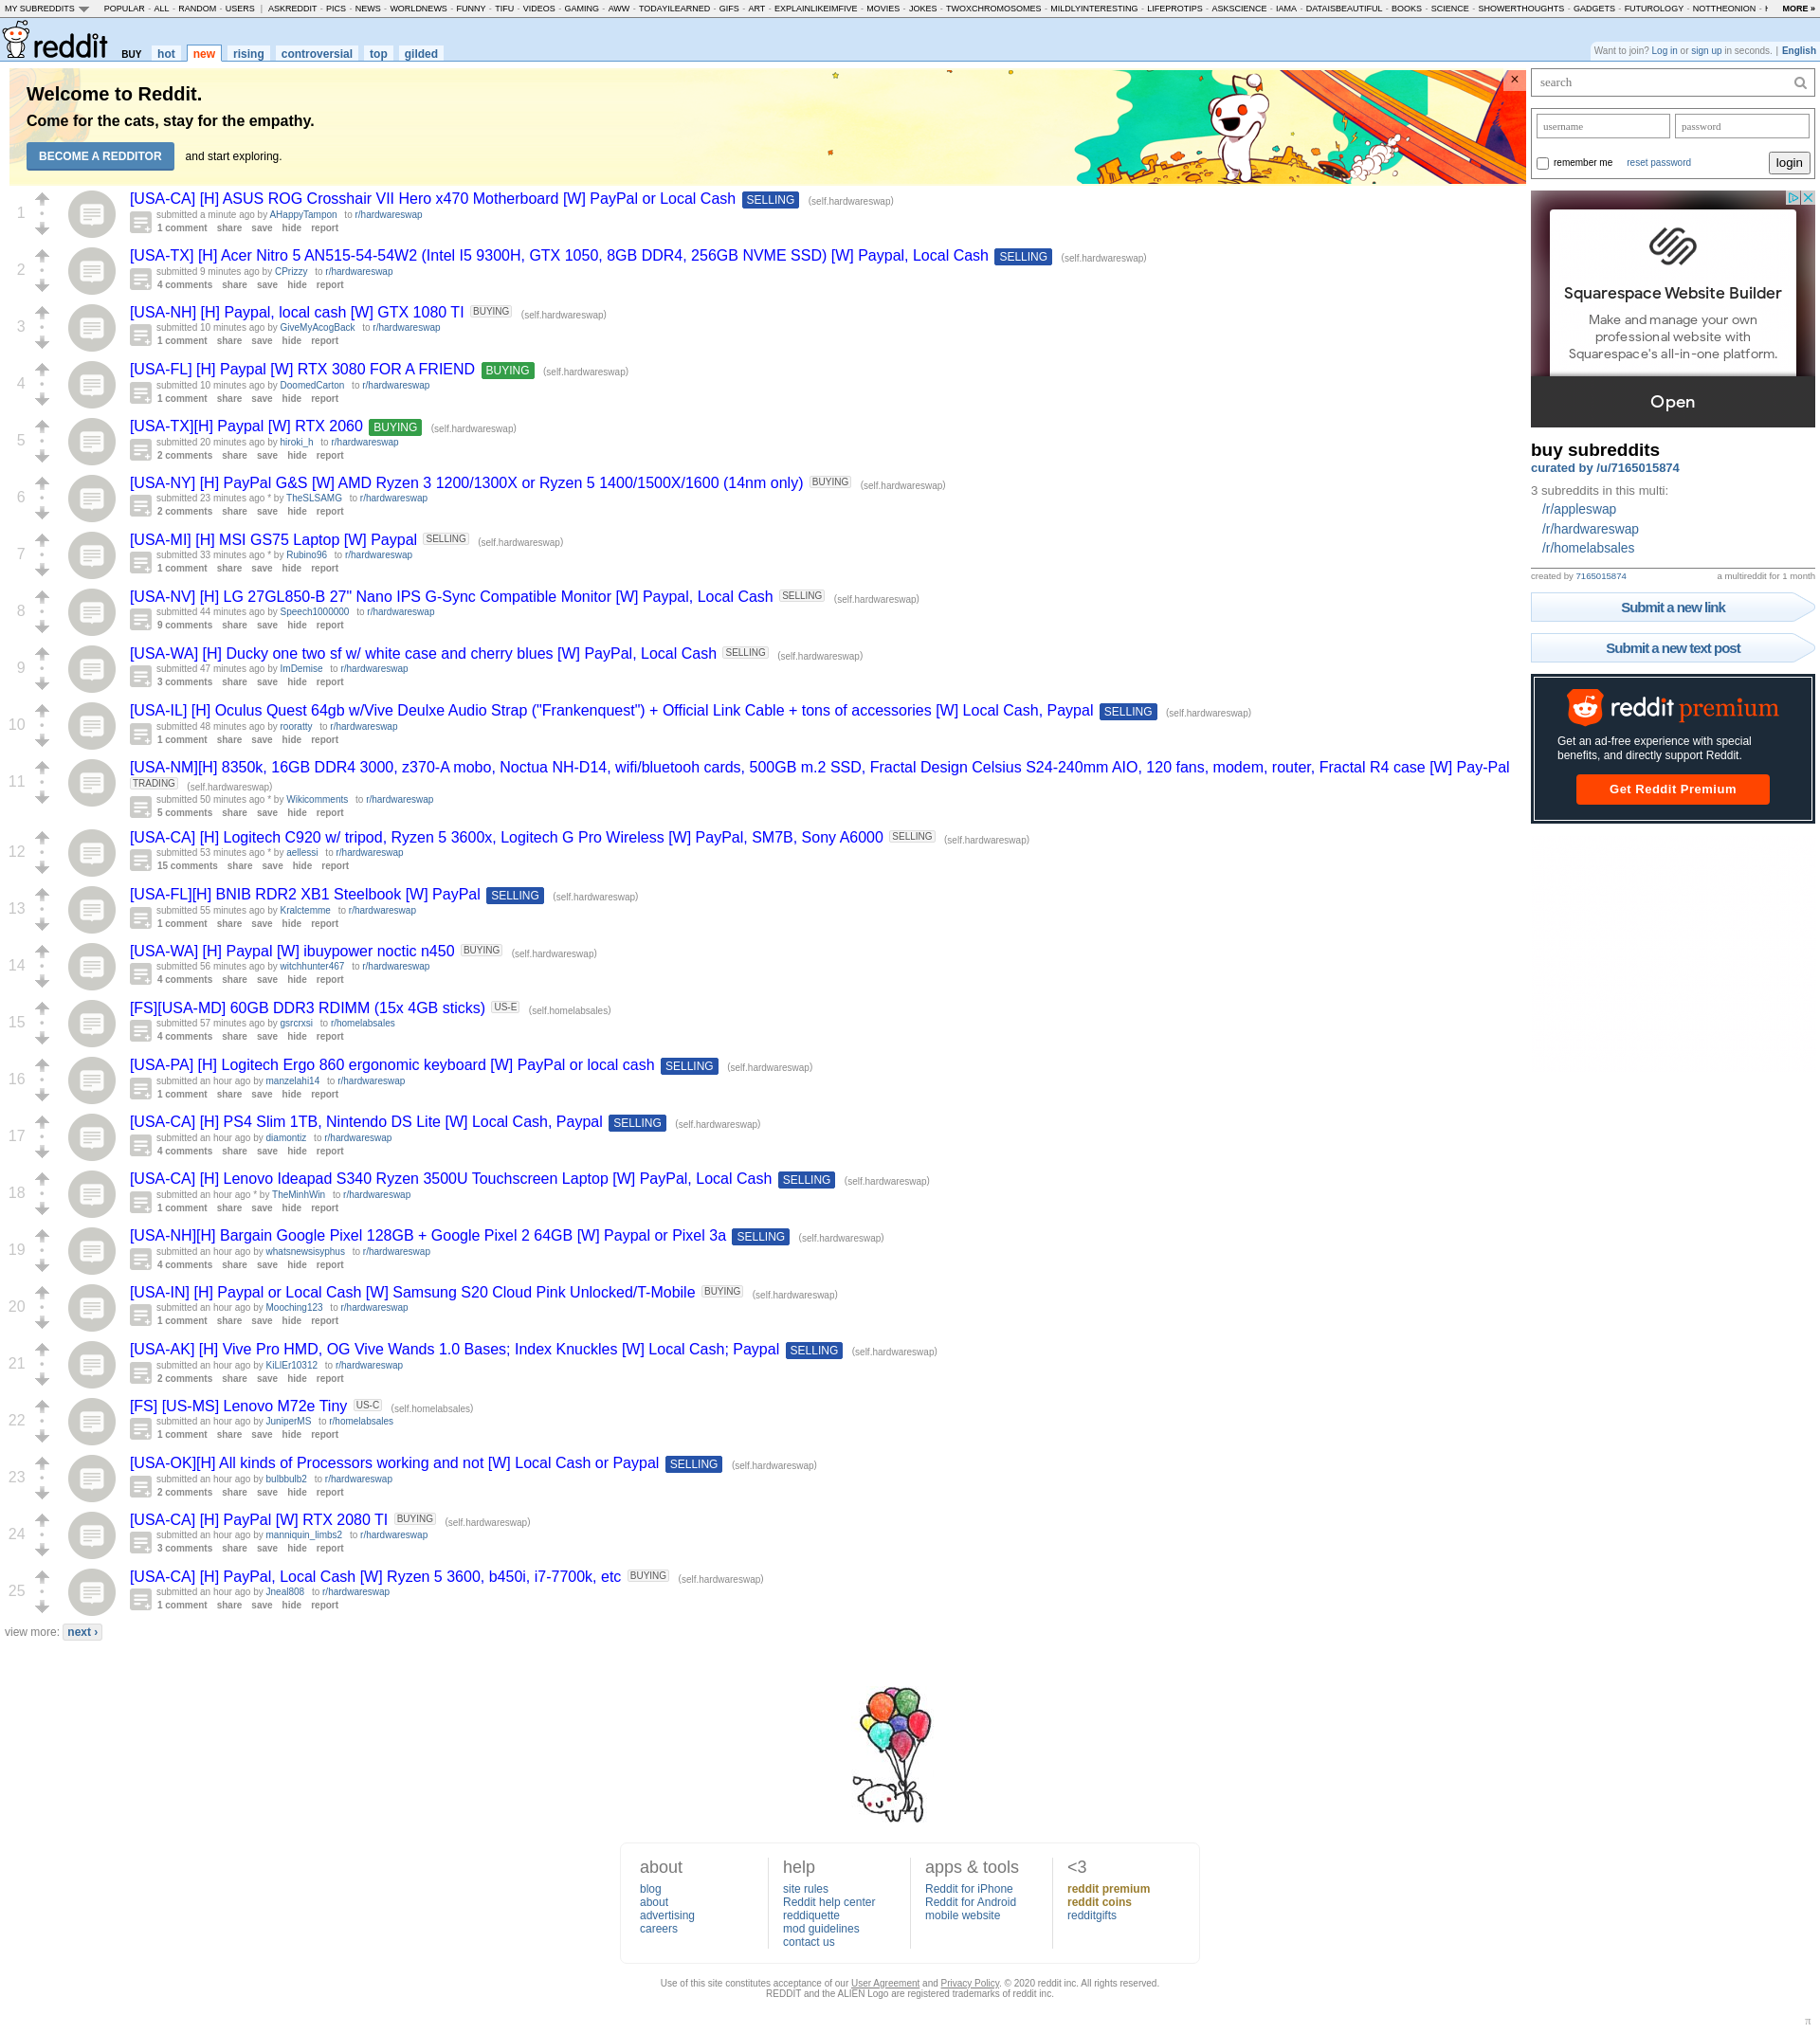 MY SUBREDDITS POPULAR - ALL - RANDOM - USERS | ASKREDDIT - PICS - NEWS - WORLDNEWS - FUNNY - TIFU - VIDEOS - GAMING - AWW - TODAYILEARNED - GIFS - ART - EXPLAINLIKEIMFIVE - MOVIES - JOKES - TWOXCHROMOSOMES - MILDLYINTERESTING - LIFEPROTIPS - ASKSCIENCE - IAMA - DATAISBEAUTIFUL - BOOKS - SCIENCE - SHOWERTHOUGHTS - GADGETS - FUTUROLOGY - NOTTHEONION - MORE »
reddit BUY hot new rising controversial top gilded
Want to join? Log in or sign up in seconds. | English
Welcome to Reddit.
Come for the cats, stay for the empathy.
BECOME A REDDITOR and start exploring.
×
1
[USA-CA] [H] ASUS ROG Crosshair VII Hero x470 Motherboard [W] PayPal or Local Cash SELLING (self.hardwareswap)
submitted a minute ago by AHappyTampon to r/hardwareswap
1 comment share save hide report
2
[USA-TX] [H] Acer Nitro 5 AN515-54-54W2 (Intel I5 9300H, GTX 1050, 8GB DDR4, 256GB NVME SSD) [W] Paypal, Local Cash SELLING (self.hardwareswap)
submitted 9 minutes ago by CPrizzy to r/hardwareswap
4 comments share save hide report
3
[USA-NH] [H] Paypal, local cash [W] GTX 1080 TI BUYING (self.hardwareswap)
submitted 10 minutes ago by GiveMyAcogBack to r/hardwareswap
1 comment share save hide report
4
[USA-FL] [H] Paypal [W] RTX 3080 FOR A FRIEND BUYING (self.hardwareswap)
submitted 10 minutes ago by DoomedCarton to r/hardwareswap
1 comment share save hide report
5
[USA-TX][H] Paypal [W] RTX 2060 BUYING (self.hardwareswap)
submitted 20 minutes ago by hiroki_h to r/hardwareswap
2 comments share save hide report
6
[USA-NY] [H] PayPal G&S [W] AMD Ryzen 3 1200/1300X or Ryzen 5 1400/1500X/1600 (14nm only) BUYING (self.hardwareswap)
submitted 23 minutes ago * by TheSLSAMG to r/hardwareswap
2 comments share save hide report
7
[USA-MI] [H] MSI GS75 Laptop [W] Paypal SELLING (self.hardwareswap)
submitted 33 minutes ago * by Rubino96 to r/hardwareswap
1 comment share save hide report
8
[USA-NV] [H] LG 27GL850-B 27" Nano IPS G-Sync Compatible Monitor [W] Paypal, Local Cash SELLING (self.hardwareswap)
submitted 44 minutes ago by Speech1000000 to r/hardwareswap
9 comments share save hide report
9
[USA-WA] [H] Ducky one two sf w/ white case and cherry blues [W] PayPal, Local Cash SELLING (self.hardwareswap)
submitted 47 minutes ago by ImDemise to r/hardwareswap
3 comments share save hide report
10
[USA-IL] [H] Oculus Quest 64gb w/Vive Deulxe Audio Strap ("Frankenquest") + Official Link Cable + tons of accessories [W] Local Cash, Paypal SELLING (self.hardwareswap)
submitted 48 minutes ago by rooratty to r/hardwareswap
1 comment share save hide report
11
[USA-NM][H] 8350k, 16GB DDR4 3000, z370-A mobo, Noctua NH-D14, wifi/bluetooh cards, 500GB m.2 SSD, Fractal Design Celsius S24-240mm AIO, 120 fans, modem, router, Fractal R4 case [W] Pay-Pal
TRADING (self.hardwareswap)
submitted 50 minutes ago * by Wikicomments to r/hardwareswap
5 comments share save hide report
12
[USA-CA] [H] Logitech C920 w/ tripod, Ryzen 5 3600x, Logitech G Pro Wireless [W] PayPal, SM7B, Sony A6000 SELLING (self.hardwareswap)
submitted 53 minutes ago * by aellessi to r/hardwareswap
15 comments share save hide report
13
[USA-FL][H] BNIB RDR2 XB1 Steelbook [W] PayPal SELLING (self.hardwareswap)
submitted 55 minutes ago by Kralctemme to r/hardwareswap
1 comment share save hide report
14
[USA-WA] [H] Paypal [W] ibuypower noctic n450 BUYING (self.hardwareswap)
submitted 56 minutes ago by witchhunter467 to r/hardwareswap
4 comments share save hide report
15
[FS][USA-MD] 60GB DDR3 RDIMM (15x 4GB sticks) US-E (self.homelabsales)
submitted 57 minutes ago by gsrcrxsi to r/homelabsales
4 comments share save hide report
16
[USA-PA] [H] Logitech Ergo 860 ergonomic keyboard [W] PayPal or local cash SELLING (self.hardwareswap)
submitted an hour ago by manzelahi14 to r/hardwareswap
1 comment share save hide report
17
[USA-CA] [H] PS4 Slim 1TB, Nintendo DS Lite [W] Local Cash, Paypal SELLING (self.hardwareswap)
submitted an hour ago by diamontiz to r/hardwareswap
4 comments share save hide report
18
[USA-CA] [H] Lenovo Ideapad S340 Ryzen 3500U Touchscreen Laptop [W] PayPal, Local Cash SELLING (self.hardwareswap)
submitted an hour ago * by TheMinhWin to r/hardwareswap
1 comment share save hide report
19
[USA-NH][H] Bargain Google Pixel 128GB + Google Pixel 2 64GB [W] Paypal or Pixel 3a SELLING (self.hardwareswap)
submitted an hour ago by whatsnewsisyphus to r/hardwareswap
4 comments share save hide report
20
[USA-IN] [H] Paypal or Local Cash [W] Samsung S20 Cloud Pink Unlocked/T-Mobile BUYING (self.hardwareswap)
submitted an hour ago by Mooching123 to r/hardwareswap
1 comment share save hide report
21
[USA-AK] [H] Vive Pro HMD, OG Vive Wands 1.0 Bases; Index Knuckles [W] Local Cash; Paypal SELLING (self.hardwareswap)
submitted an hour ago by KiLlEr10312 to r/hardwareswap
2 comments share save hide report
22
[FS] [US-MS] Lenovo M72e Tiny US-C (self.homelabsales)
submitted an hour ago by JuniperMS to r/homelabsales
1 comment share save hide report
23
[USA-OK][H] All kinds of Processors working and not [W] Local Cash or Paypal SELLING (self.hardwareswap)
submitted an hour ago by bulbbulb2 to r/hardwareswap
2 comments share save hide report
24
[USA-CA] [H] PayPal [W] RTX 2080 TI BUYING (self.hardwareswap)
submitted an hour ago by manniquin_limbs2 to r/hardwareswap
3 comments share save hide report
25
[USA-CA] [H] PayPal, Local Cash [W] Ryzen 5 3600, b450i, i7-7700k, etc BUYING (self.hardwareswap)
submitted an hour ago by Jneal808 to r/hardwareswap
1 comment share save hide report
view more: next ›
search
username password
remember me reset password login
Squarespace Website Builder
Make and manage your own
professional website with
Squarespace's all-in-one platform.
Open
buy subreddits
curated by /u/7165015874
3 subreddits in this multi:
/r/appleswap
/r/hardwareswap
/r/homelabsales
created by 7165015874 a multireddit for 1 month
Submit a new link
Submit a new text post
reddit premium
Get an ad-free experience with special
benefits, and directly support Reddit.
Get Reddit Premium
about
blog
about
advertising
careers
help
site rules
Reddit help center
reddiquette
mod guidelines
contact us
apps & tools
Reddit for iPhone
Reddit for Android
mobile website
<3
reddit premium
reddit coins
redditgifts
Use of this site constitutes acceptance of our User Agreement and Privacy Policy. © 2020 reddit inc. All rights reserved.
REDDIT and the ALIEN Logo are registered trademarks of reddit inc.
π